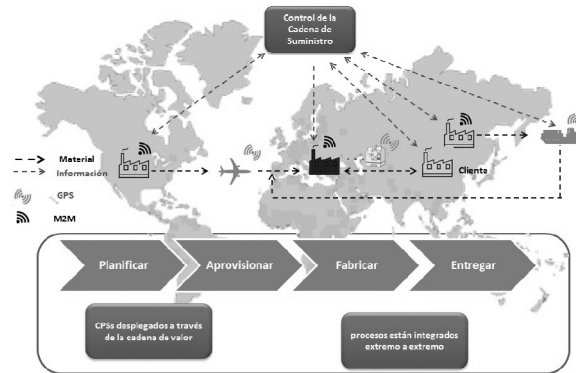 Control de la
Cadena de
Suministro
Material
Información
GPS
M2M
Cliente
Planificar
Aprovisionar
Fabricar
Entregar
CPSs desplegados a través
de la cadena de valor
procesos están integrados
extremo a extremo